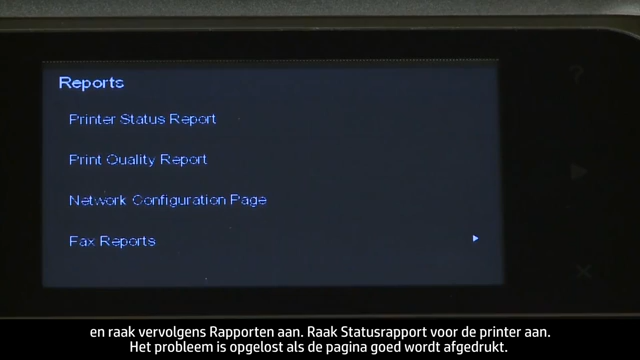 Reports
Printer Status Report
Print Quality Report
Network Configuration Page
Fax Reports
en raak vervolgens Rapporten aan. Raak Statusrapport voor de printer aan.
Het probleem is opgelost als de pagina goed wordt afgedrukt.